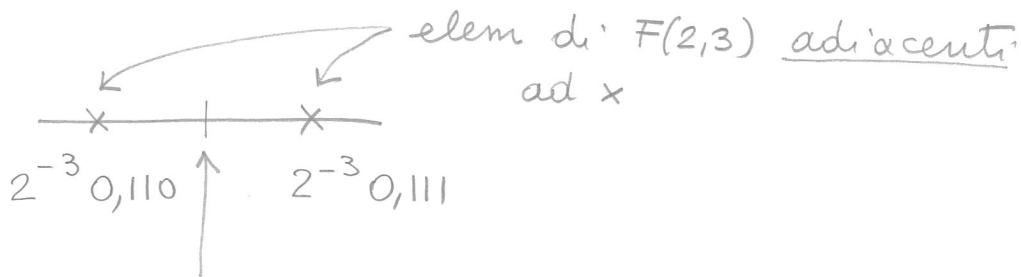 elem di F(2,3) adiacenti
ad x
2⁻³ 0,110 2⁻³ 0,111